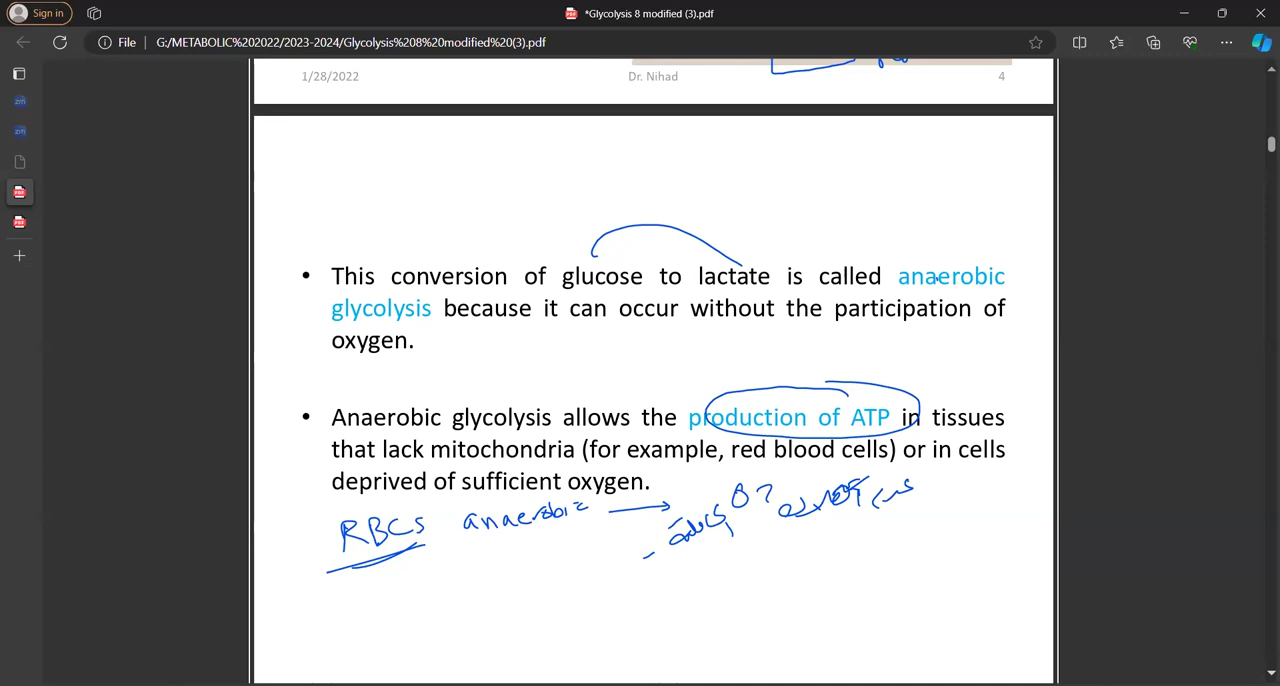 Sign in
*Glycolysis 8 modified (3).pdf
File
G:/METABOLIC%202022/2023-2024/Glycolysis%208%20modified%20(3).pdf
1/28/2022
Dr. Nihad
4
• This conversion of glucose to lactate is called anaerobic
glycolysis because it can occur without the participation of
oxygen.
• Anaerobic glycolysis allows the production of ATP in tissues
that lack mitochondria (for example, red blood cells) or in cells
deprived of sufficient oxygen.
RBCs anaerobic